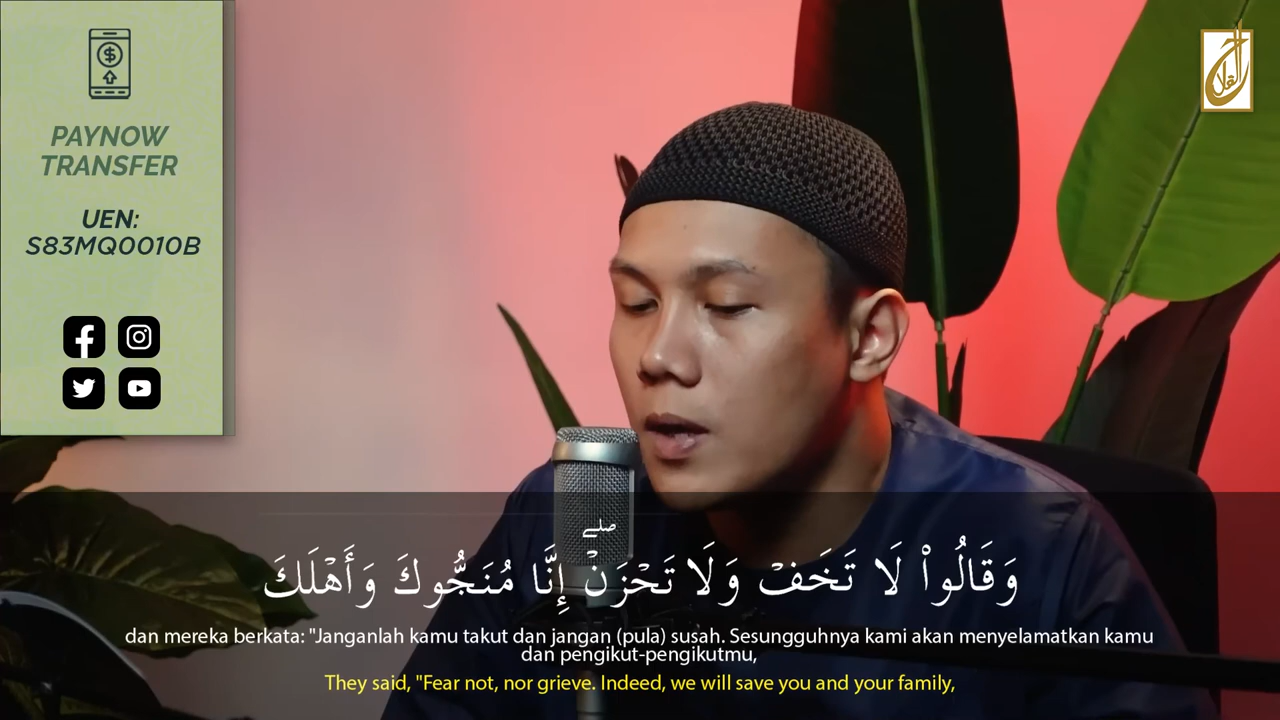 PAYNOW
TRANSFER
UEN:
S83MQ0010B
الفلاح
صلے
وَقَالُوا۟ لَا تَخَفْ وَلَا تَحْزَنْ إِنَّا مُنَجُّوكَ وَأَهْلَكَ
dan mereka berkata: "Janganlah kamu takut dan jangan (pula) susah. Sesungguhnya kami akan menyelamatkan kamu
dan pengikut-pengikutmu,
They said, "Fear not, nor grieve. Indeed, we will save you and your family,